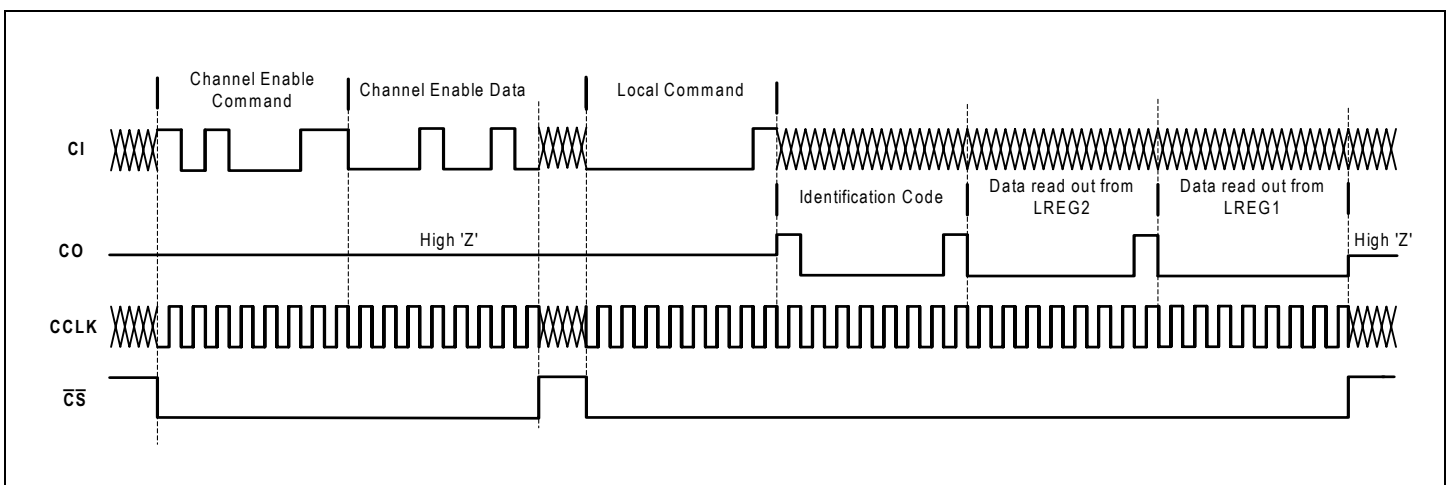 Channel Enable
Command
Channel Enable Data
Local Command
CI
Identification Code
Data read out from
LREG2
Data read out from
LREG1
High 'Z'
High 'Z'
CO
CCLK
CS